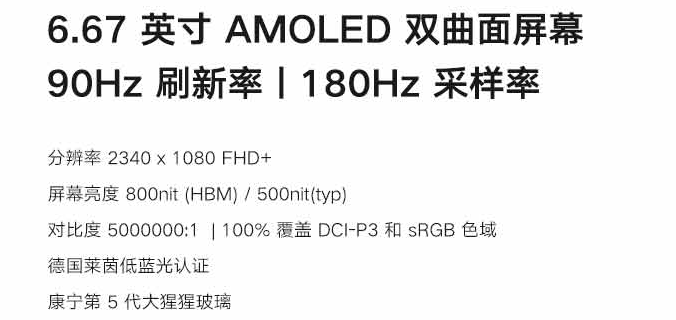 6.67 英寸 AMOLED 双曲面屏幕
90Hz 刷新率 | 180Hz 采样率
分辨率 2340 x 1080 FHD+
屏幕亮度 800nit (HBM) / 500nit(typ)
对比度 5000000:1 | 100% 覆盖 DCI-P3 和 sRGB 色域
德国莱茵低蓝光认证
康宁第 5 代大猩猩玻璃